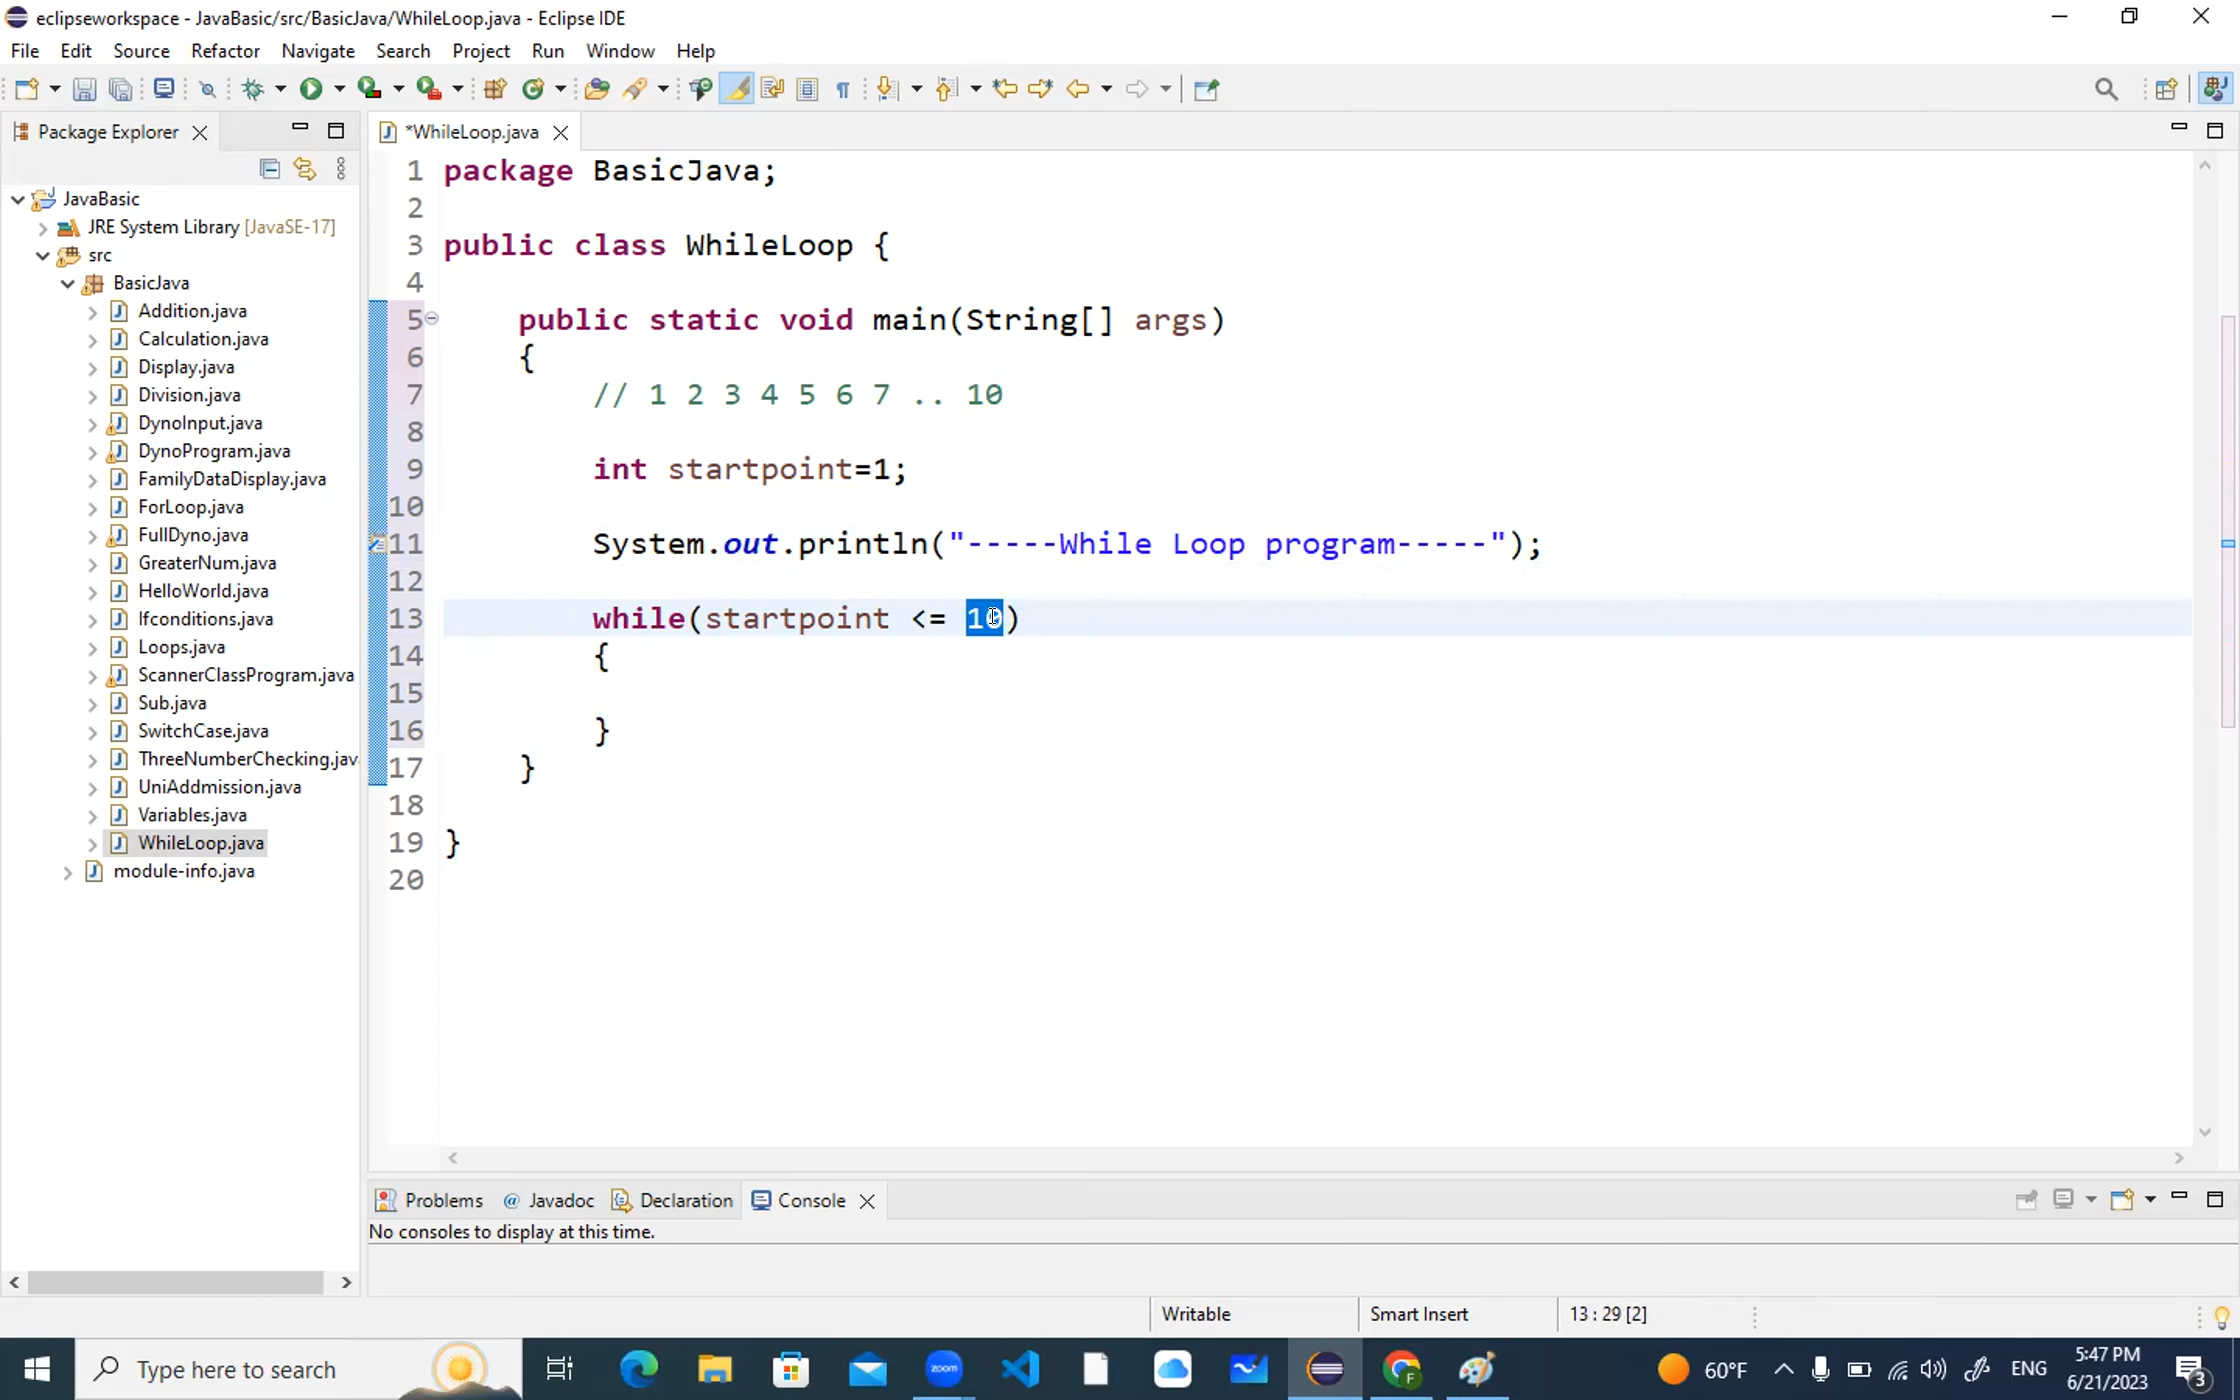 eclipseworkspace - JavaBasic/src/BasicJava/WhileLoop.java - Eclipse IDE
File Edit Source Refactor Navigate Search Project Run Window Help
Package Explorer
*WhileLoop.java
JavaBasic
JRE System Library [JavaSE-17]
src
BasicJava
Addition.java
Calculation.java
Display.java
Division.java
DynoInput.java
DynoProgram.java
FamilyDataDisplay.java
ForLoop.java
FullDyno.java
GreaterNum.java
HelloWorld.java
Ifconditions.java
Loops.java
ScannerClassProgram.java
Sub.java
SwitchCase.java
ThreeNumberChecking.jav
UniAddmission.java
Variables.java
WhileLoop.java
module-info.java
1 package BasicJava;
2
3 public class WhileLoop {
4
5 public static void main(String[] args)
6 {
7 // 1 2 3 4 5 6 7 .. 10
8
9 int startpoint=1;
10
11 System.out.println("-----While Loop program-----");
12
13 while(startpoint <= 10)
14 {
15
16 }
17 }
18
19 }
20
Problems @ Javadoc Declaration Console
No consoles to display at this time.
Writable Smart Insert 13 : 29 [2]
Type here to search
zoom
60°F
ENG
5:47 PM
6/21/2023
3